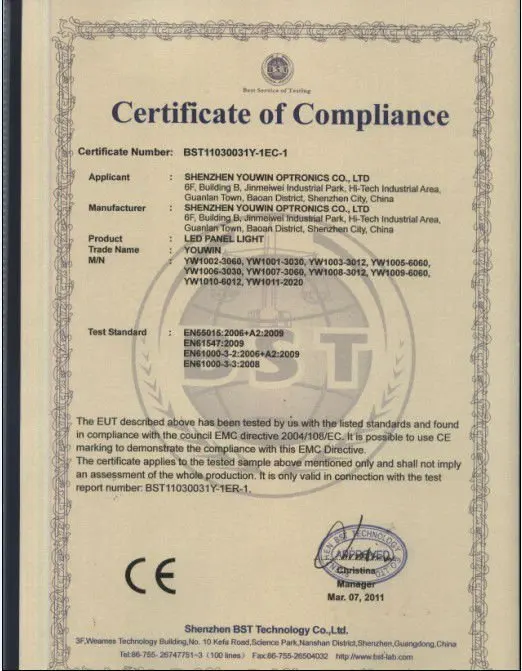 BST
Best Service of Testing
Certificate of Compliance
Certificate Number: BST11030031Y-1EC-1
Applicant : SHENZHEN YOUWIN OPTRONICS CO., LTD
6F, Building B, Jinmeiwei Industrial Park, Hi-Tech Industrial Area,
Guanlan Town, Baoan District, Shenzhen City, China
Manufacturer : SHENZHEN YOUWIN OPTRONICS CO., LTD
6F, Building B, Jinmeiwei Industrial Park, Hi-Tech Industrial Area,
Guanlan Town, Baoan District, Shenzhen City, China
Product : LED PANEL LIGHT
Trade Name : YOUWIN
M/N : YW1002-3060, YW1001-3030, YW1003-3012, YW1005-6060,
YW1006-3030, YW1007-3060, YW1008-3012, YW1009-6060,
YW1010-6012, YW1011-2020
Test Standard : EN55015:2006+A2:2009
EN61547:2009
EN61000-3-2:2006+A2:2009
EN61000-3-3:2008
BST
The EUT described above has been tested by us with the listed standards and found
in compliance with the council EMC directive 2004/108/EC. It is possible to use CE
marking to demonstrate the compliance with this EMC Directive.
The certificate applies to the tested sample above mentioned only and shall not imply
an assessment of the whole production. It is only valid in connection with the test
report number: BST11030031Y-1ER-1.
CE
APPROVED
Christina
Manager
Mar. 07, 2011
Shenzhen BST Technology Co.,Ltd.
3F,Weames Technology Building,No. 10 Kefa Road,Science Park,Nanshan District,Shenzhen,Guangdong,China
Tel:86-755- 26747751~3 (100 lines) Fax:86-755-26504032 http://www.bst-lab.com